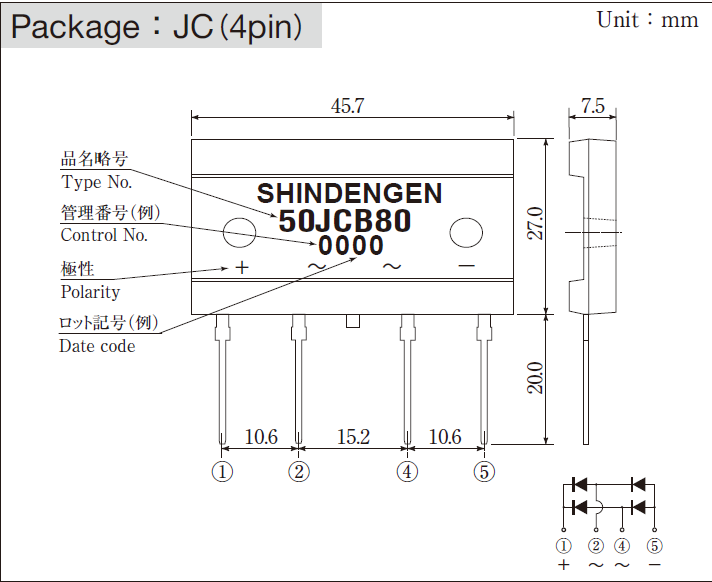 Package：JC(4pin)
Unit：mm
45.7
7.5
品名略号
Type No.
管理番号(例)
Control No.
極性
Polarity
ロット記号(例)
Date code
SHINDENGEN
50JCB80
0000
+ ～ ～ −
27.0
20.0
10.6 15.2 10.6
① ② ④ ⑤
① ② ④ ⑤
+ ～ ～ −